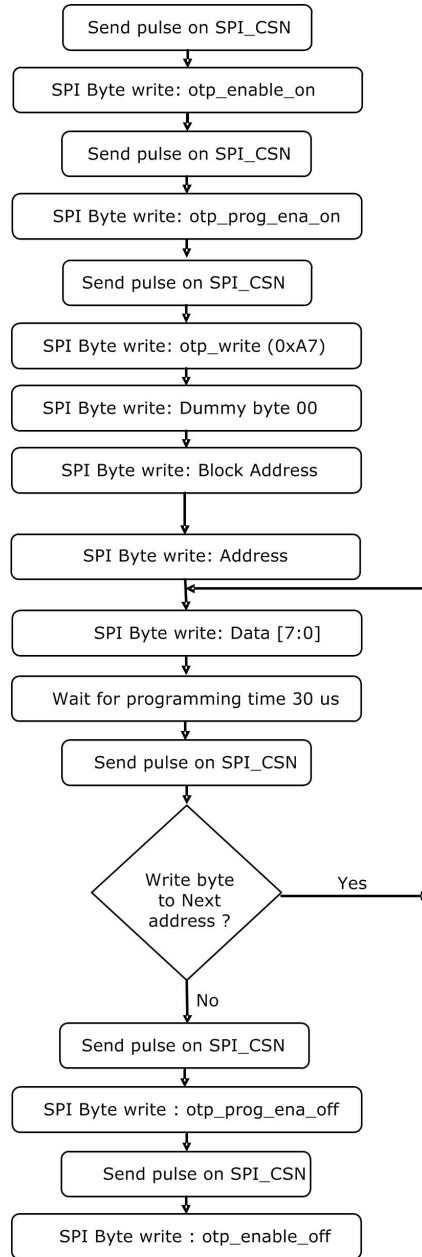 Send pulse on SPI_CSN
SPI Byte write: otp_enable_on
Send pulse on SPI_CSN
SPI Byte write: otp_prog_ena_on
Send pulse on SPI_CSN
SPI Byte write: otp_write (0xA7)
SPI Byte write: Dummy byte 00
SPI Byte write: Block Address
SPI Byte write: Address
SPI Byte write: Data [7:0]
Wait for programming time 30 us
Send pulse on SPI_CSN
Write byte
to Next
address ?
Yes
No
Send pulse on SPI_CSN
SPI Byte write : otp_prog_ena_off
Send pulse on SPI_CSN
SPI Byte write : otp_enable_off